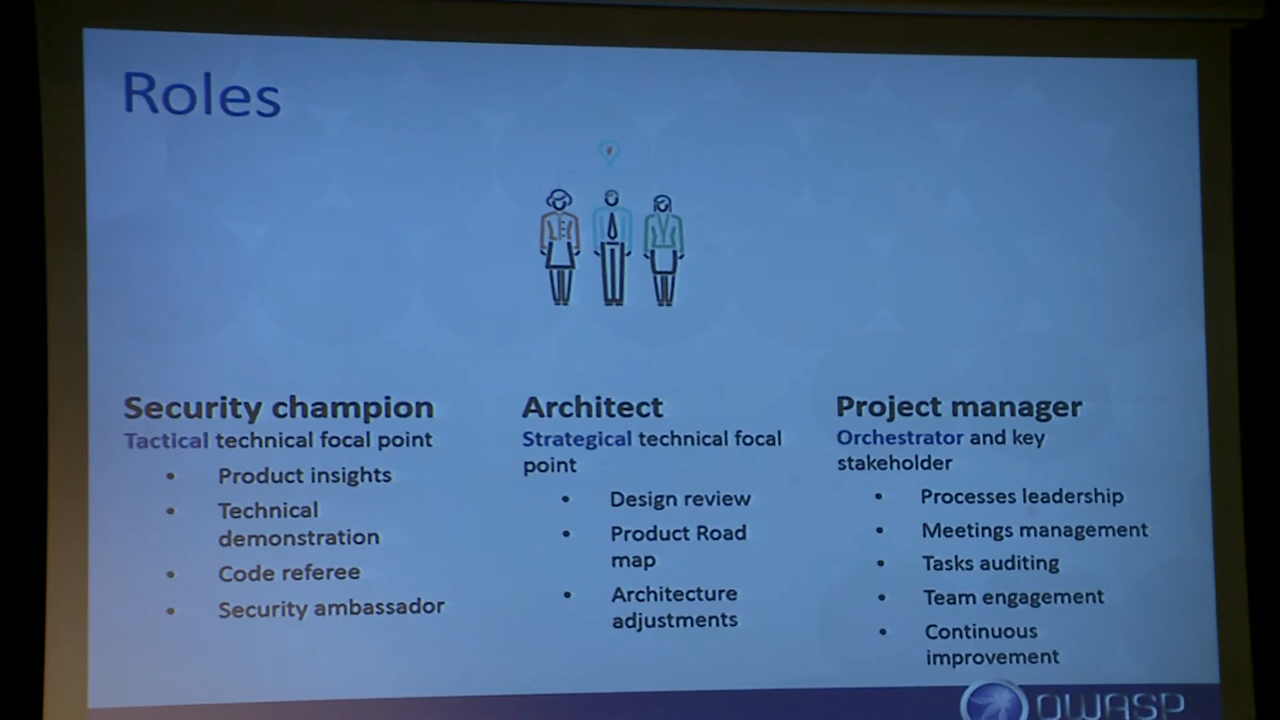 Roles
Security champion
Tactical technical focal point
• Product insights
• Technical
demonstration
• Code referee
• Security ambassador
Architect
Strategical technical focal
point
• Design review
• Product Road
map
• Architecture
adjustments
Project manager
Orchestrator and key
stakeholder
• Processes leadership
• Meetings management
• Tasks auditing
• Team engagement
• Continuous
improvement
OWASP